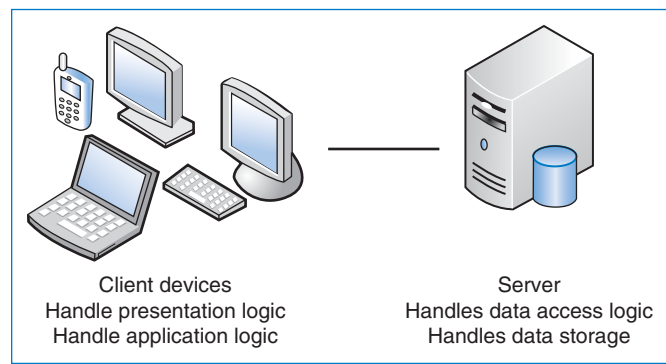 Client devices
Handle presentation logic
Handle application logic
Server
Handles data access logic
Handles data storage